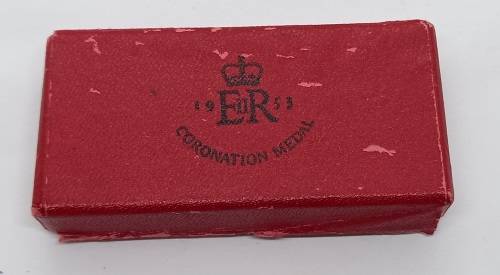 19 EIIR 53
CORONATION MEDAL